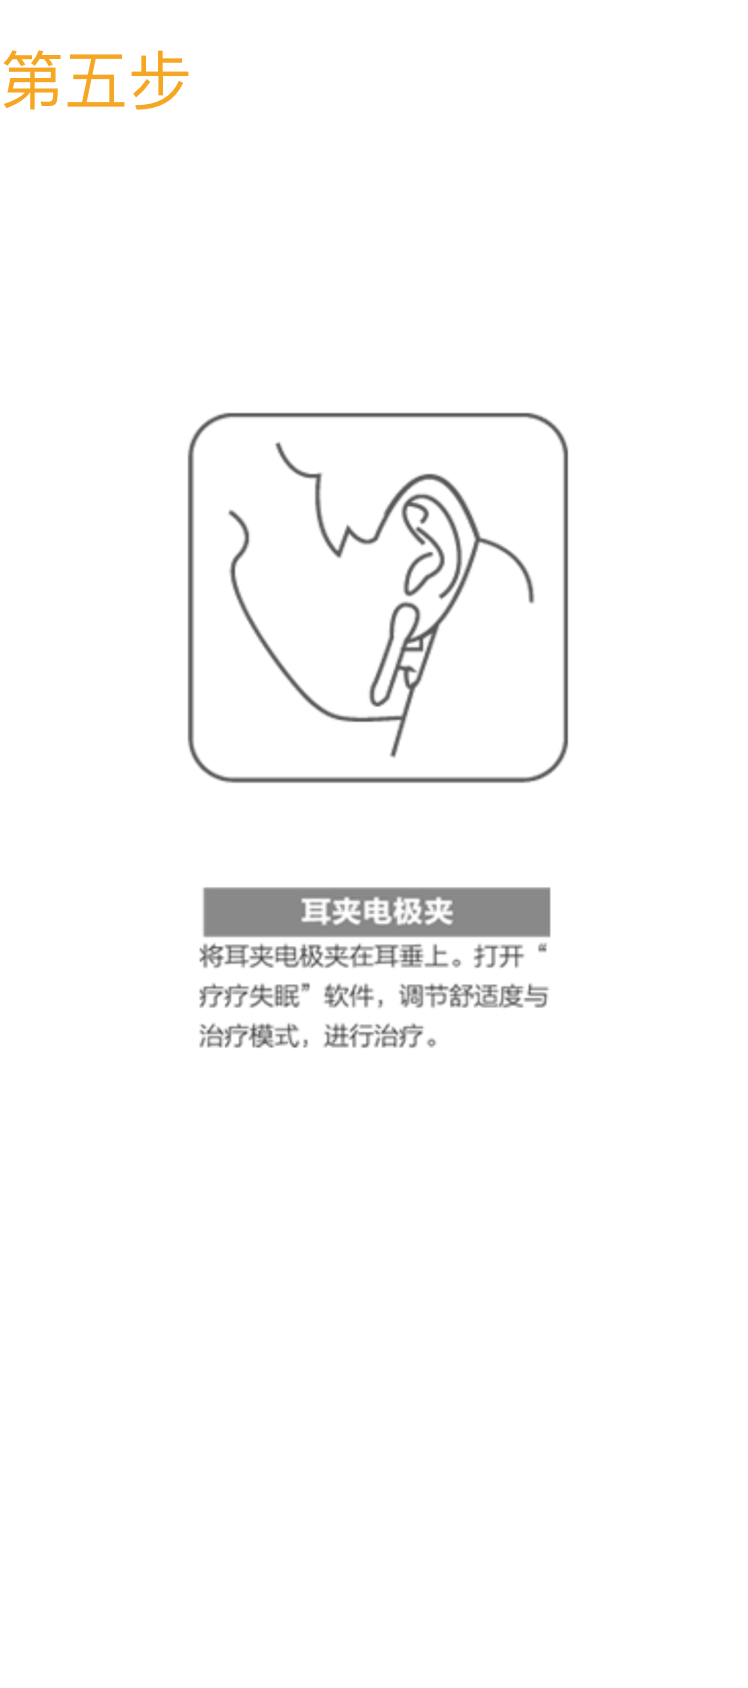 第五步
耳夹电极夹
将耳夹电极夹在耳垂上。打开“
疗疗失眠”软件，调节舒适度与
治疗模式，进行治疗。